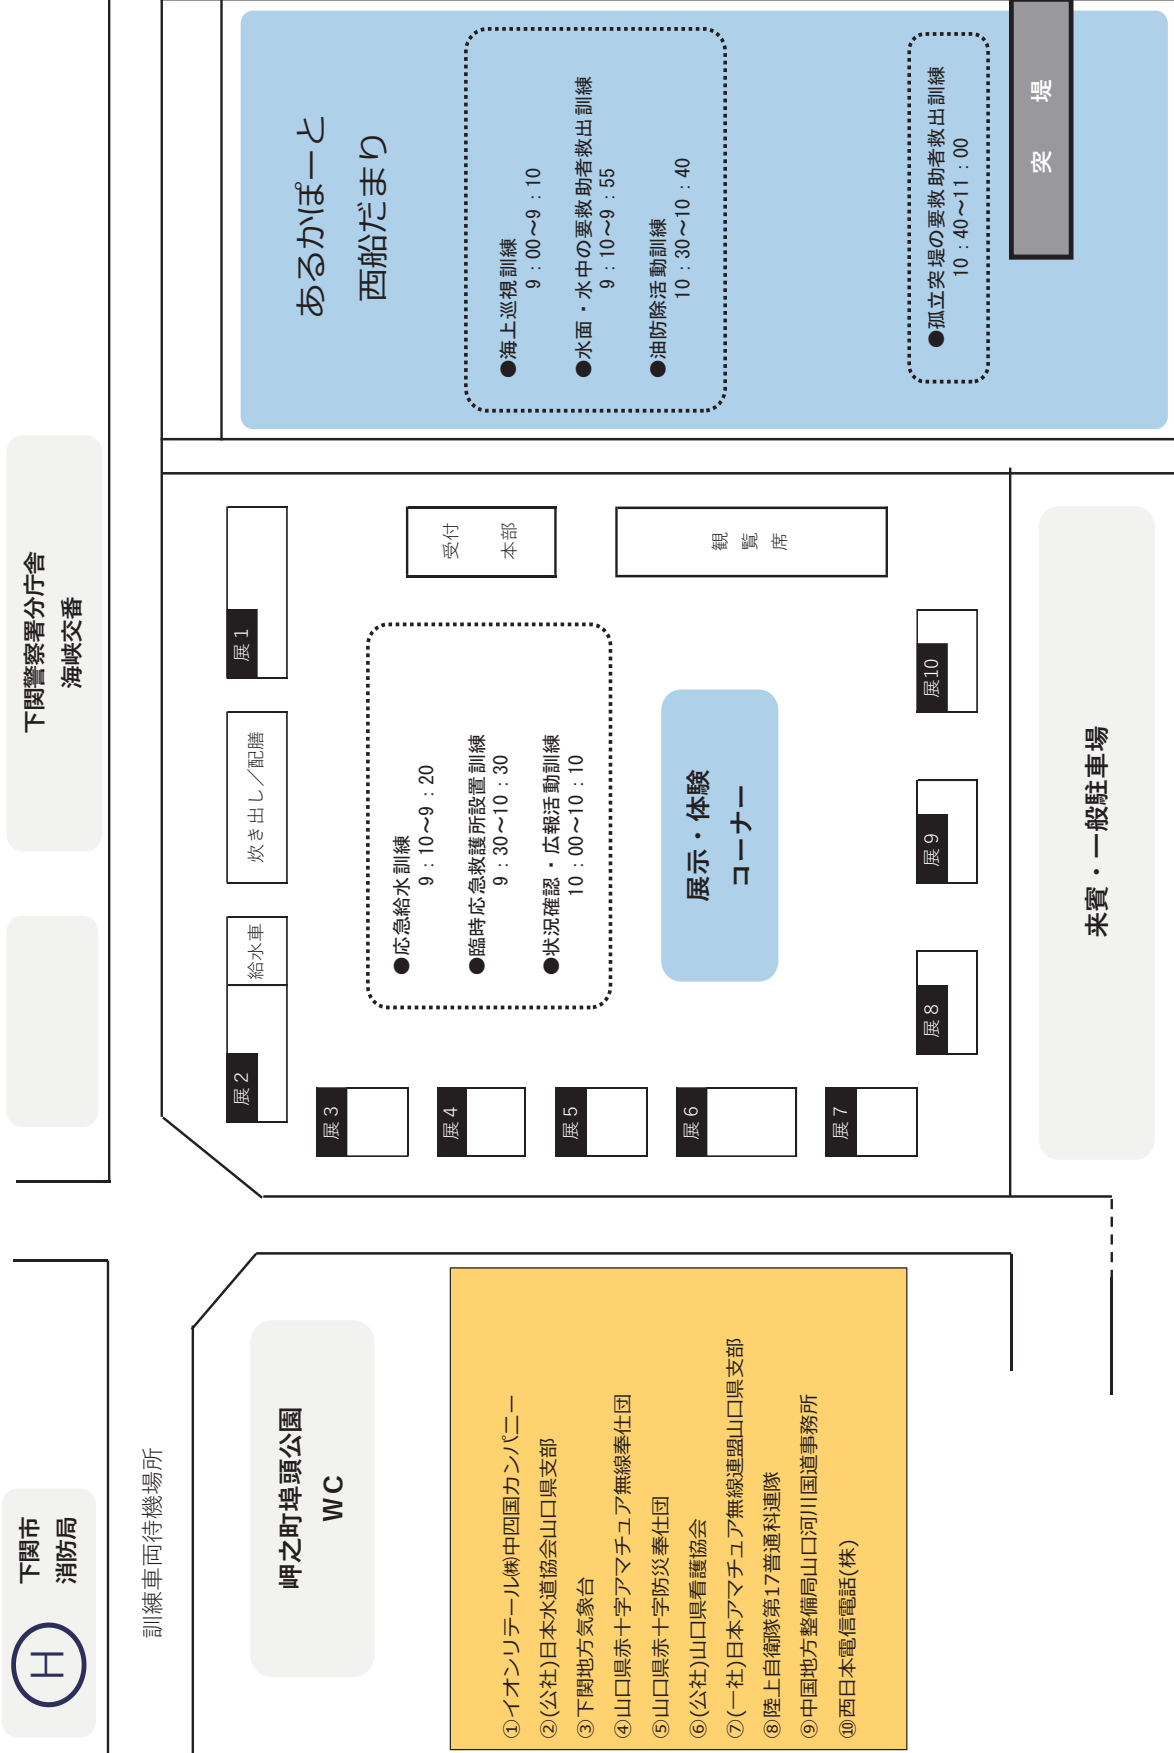 下関市
消防局
H
訓練車両待機場所
下関警察署分庁舎
海峡交番
岬之町埠頭公園
WC
展2
給水車
炊き出し／配膳
展1
あるかぽーと
西船だまり
●海上巡視訓練
9：00～9：10
●水面・水中の要救助者救出訓練
9：10～9：55
●油防除活動訓練
10：30～10：40
●孤立突堤の要救助者救出訓練
10：40～11：00
突　堤
受付
本部
観
覧
席
●応急給水訓練
9：10～9：20
●臨時応急救護所設置訓練
9：30～10：30
●状況確認・広報活動訓練
10：00～10：10
展示・体験
コーナー
展3
展4
展5
展6
展7
展8
展9
展10
来賓・一般駐車場
①イオンリテール㈱中四国カンパニー
②(公社)日本水道協会山口県支部
③下関地方気象台
④山口県赤十字アマチュア無線奉仕団
⑤山口県赤十字防災奉仕団
⑥(公社)山口県看護協会
⑦(一社)日本アマチュア無線連盟山口県支部
⑧陸上自衛隊第17普通科連隊
⑨中国地方整備局山口河川国道事務所
⑩西日本電信電話(株)